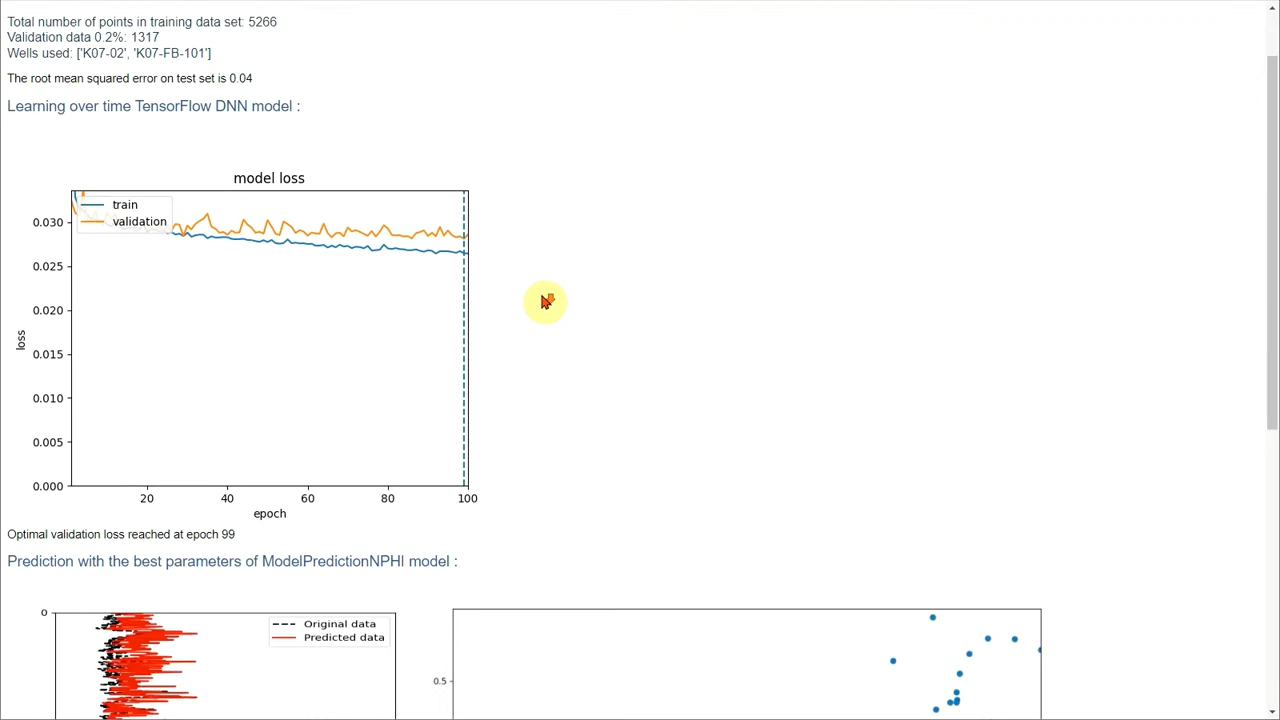 Total number of points in training data set: 5266
Validation data 0.2%: 1317
Wells used: ['K07-02', 'K07-FB-101']
The root mean squared error on test set is 0.04
Learning over time TensorFlow DNN model :
model loss
train
validation
0.030
0.025
0.020
0.015
0.010
0.005
0.000
loss
20 40 60 80 100
epoch
Optimal validation loss reached at epoch 99
Prediction with the best parameters of ModelPredictionNPHI model :
0
Original data
Predicted data
0.5